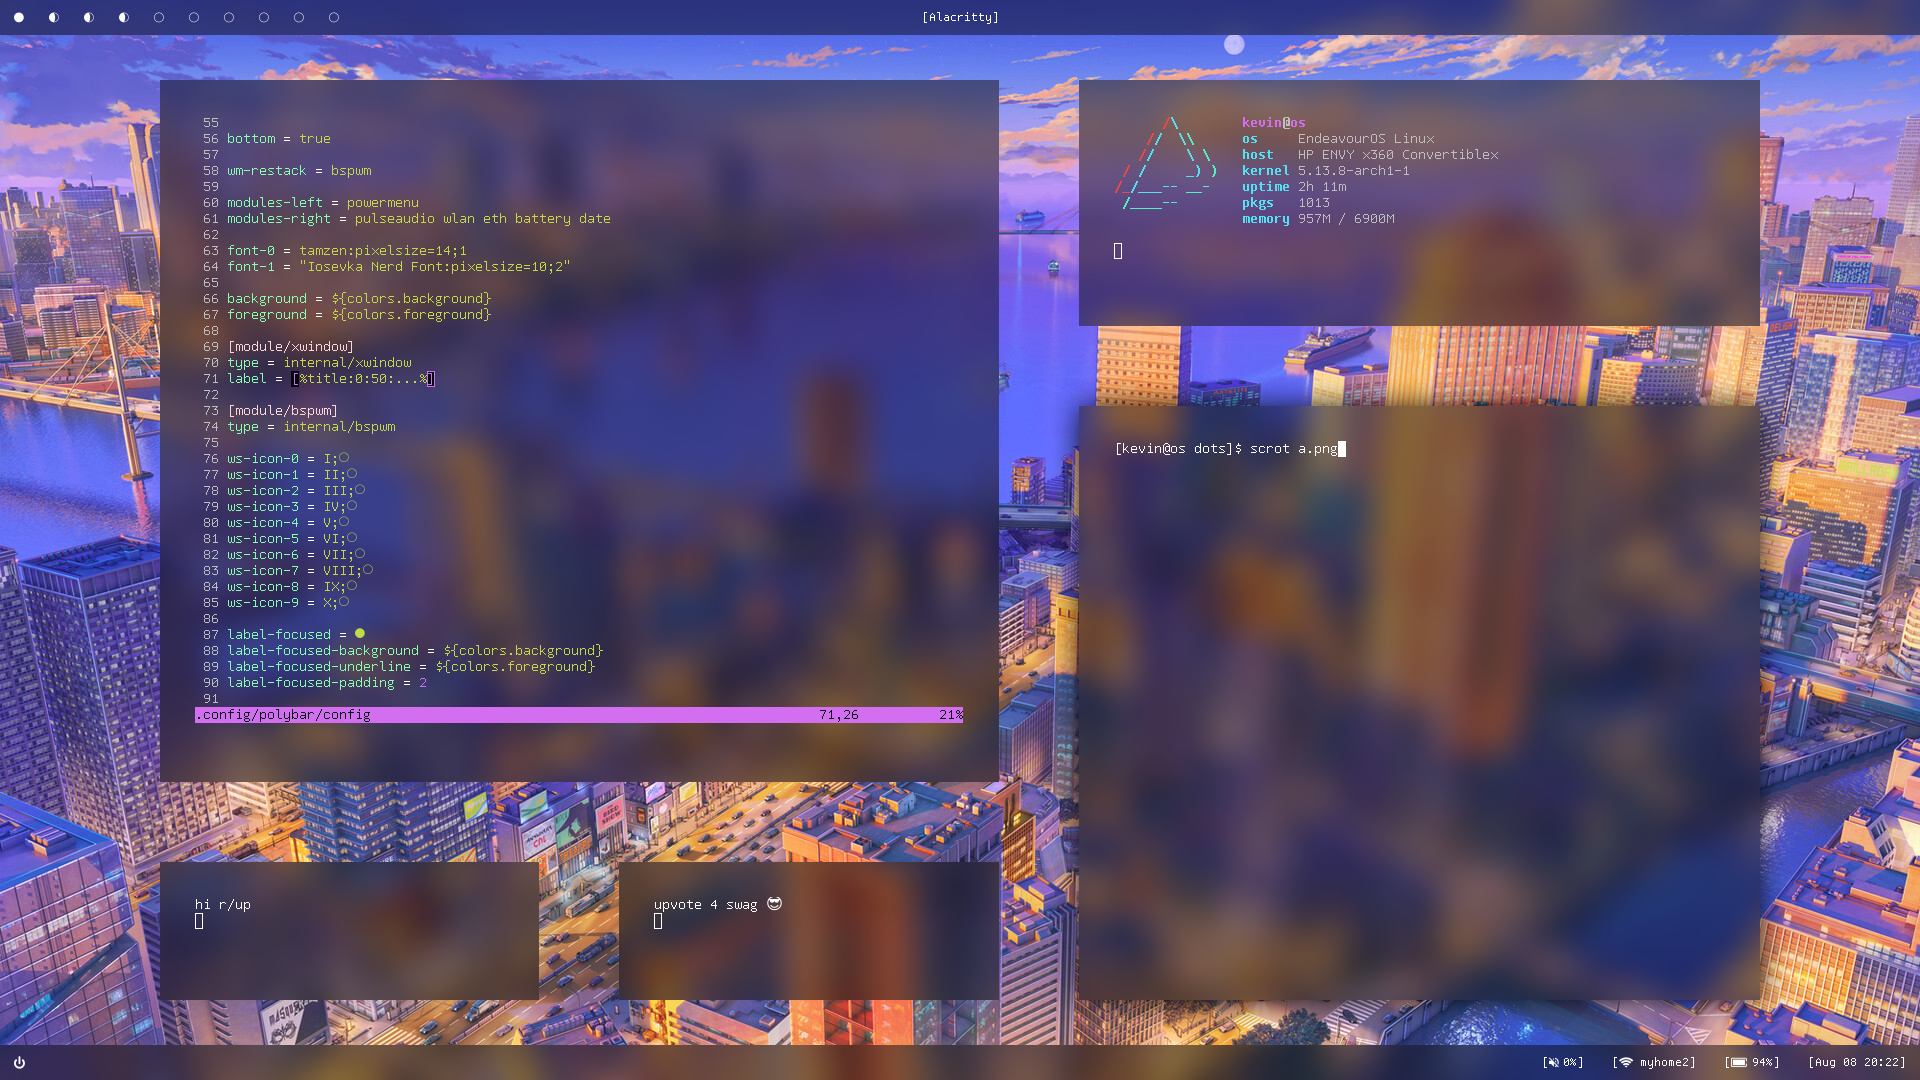 [Alacritty]
55
56 bottom = true
57
58 wm-restack = bspwm
59
60 modules-left = powermenu
61 modules-right = pulseaudio wlan eth battery date
62
63 font-0 = tamzen:pixelsize=14;1
64 font-1 = "Iosevka Nerd Font:pixelsize=10;2"
65
66 background = ${colors.background}
67 foreground = ${colors.foreground}
68
69 [module/xwindow]
70 type = internal/xwindow
71 label = [%title:0:50:...%]
72
73 [module/bspwm]
74 type = internal/bspwm
75
76 ws-icon-0 = I;○
77 ws-icon-1 = II;○
78 ws-icon-2 = III;○
79 ws-icon-3 = IV;○
80 ws-icon-4 = V;○
81 ws-icon-5 = VI;○
82 ws-icon-6 = VII;○
83 ws-icon-7 = VIII;○
84 ws-icon-8 = IX;○
85 ws-icon-9 = X;○
86
87 label-focused = ●
88 label-focused-background = ${colors.background}
89 label-focused-underline = ${colors.foreground}
90 label-focused-padding = 2
91
.config/polybar/config 71,26 21%
kevin@os
os EndeavourOS Linux
host HP ENVY x360 Convertiblex
kernel 5.13.8-arch1-1
uptime 2h 11m
pkgs 1013
memory 957M / 6900M
[kevin@os dots]$ scrot a.png
hi r/up
upvote 4 swag 😎
[0%] [myhome2] [94%] [Aug 08 20:22]